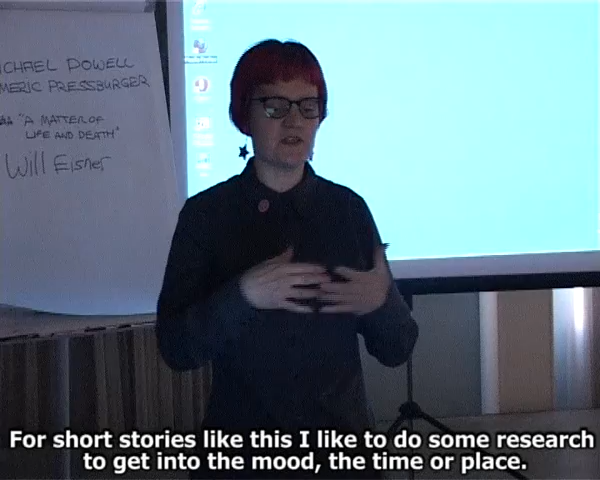 ICHAEL POWELL
MERIC PRESSBURGER
"A MATTER OF
LIFE AND DEATH"
Will Eisner
For short stories like this I like to do some research
to get into the mood, the time or place.